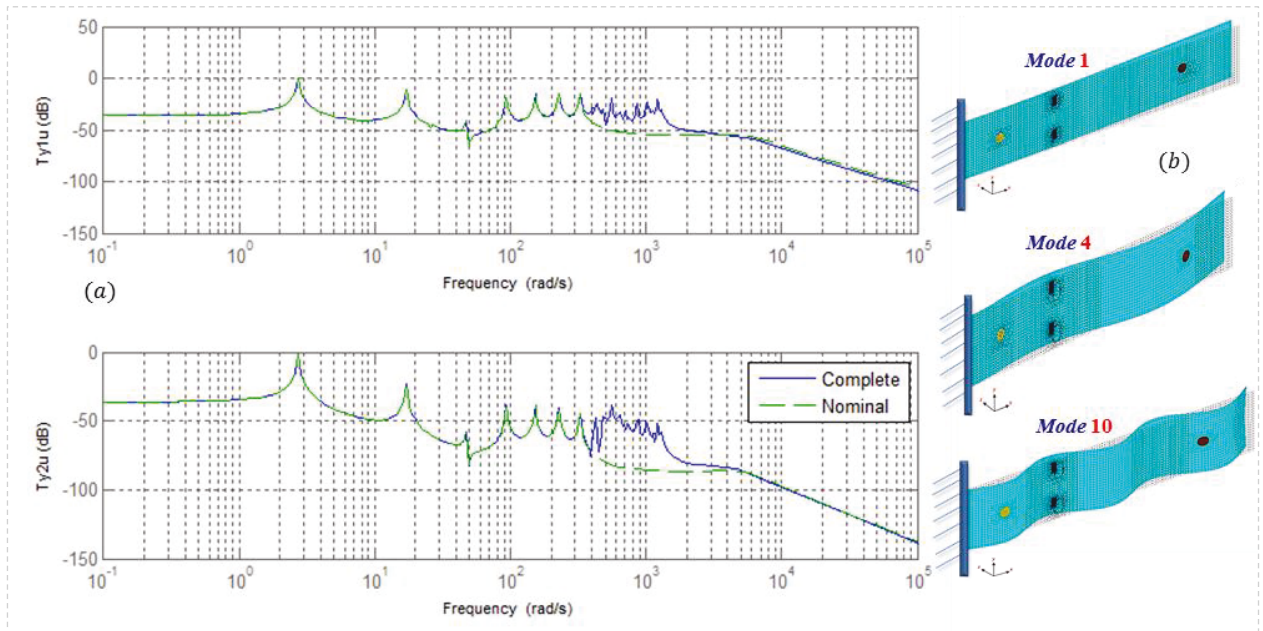 50
0
-50
-100
-150
Ty1u (dB)
10^-1
10^0
10^1
10^2
10^3
10^4
10^5
Frequency (rad/s)
(a)
0
-50
-100
-150
Ty2u (dB)
Complete
Nominal
10^-1
10^0
10^1
10^2
10^3
10^4
10^5
Frequency (rad/s)
Mode 1
(b)
Mode 4
Mode 10